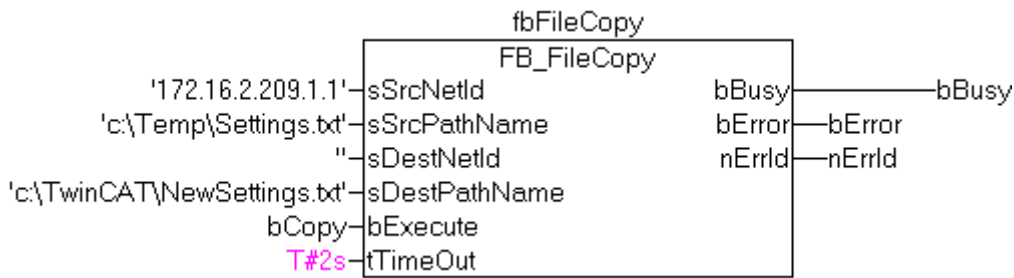 fbFileCopy
FB_FileCopy
'172.16.2.209.1.1' sSrcNetId bBusy bBusy
'c:\Temp\Settings.txt' sSrcPathName bError bError
'' sDestNetId nErrId nErrId
'c:\TwinCAT\NewSettings.txt' sDestPathName
bCopy bExecute
T#2s tTimeOut